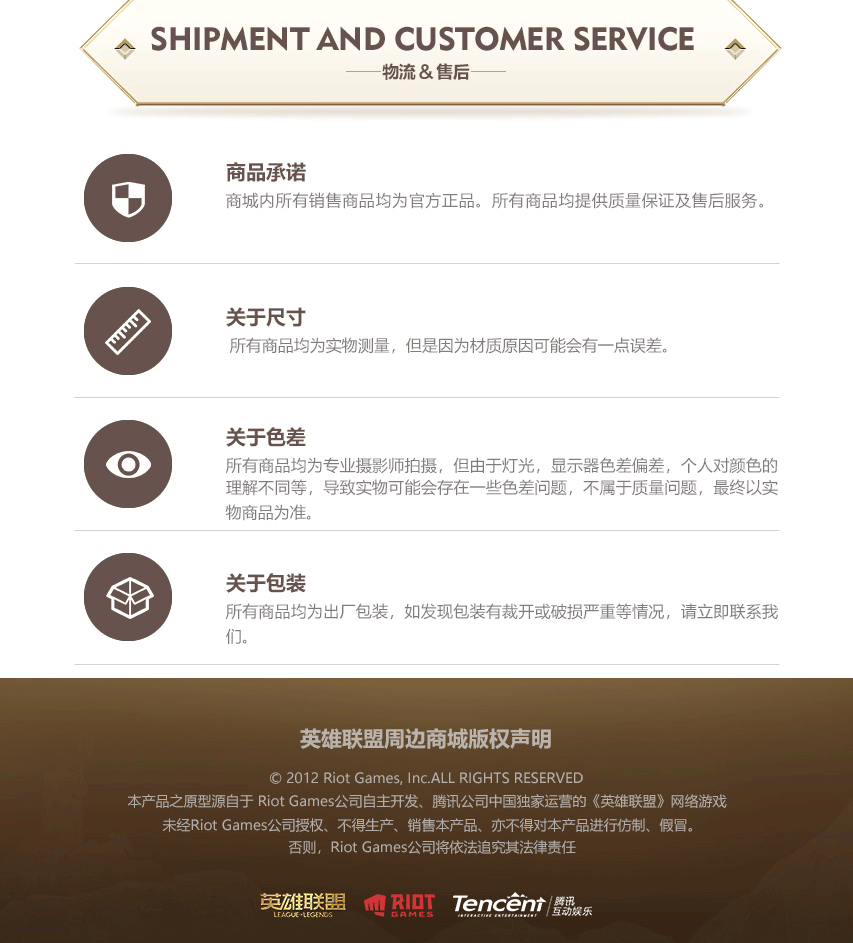 SHIPMENT AND CUSTOMER SERVICE
物流 & 售后
商品承诺
商城内所有销售商品均为官方正品。所有商品均提供质量保证及售后服务。
关于尺寸
所有商品均为实物测量，但是因为材质原因可能会有一点误差。
关于色差
所有商品均为专业摄影师拍摄，但由于灯光，显示器色差偏差，个人对颜色的
理解不同等，导致实物可能会存在一些色差问题，不属于质量问题，最终以实
物商品为准。
关于包装
所有商品均为出厂包装，如发现包装有裁开或破损严重等情况，请立即联系我
们。
英雄联盟周边商城版权声明
© 2012 Riot Games, Inc.ALL RIGHTS RESERVED
本产品之原型源自于 Riot Games公司自主开发、腾讯公司中国独家运营的《英雄联盟》网络游戏
未经Riot Games公司授权、不得生产、销售本产品、亦不得对本产品进行仿制、假冒。
否则，Riot Games公司将依法追究其法律责任
英雄联盟
LEAGUE OF LEGENDS
RIOT
GAMES
Tencent
INTERACTIVE ENTERTAINMENT
腾讯
互动娱乐